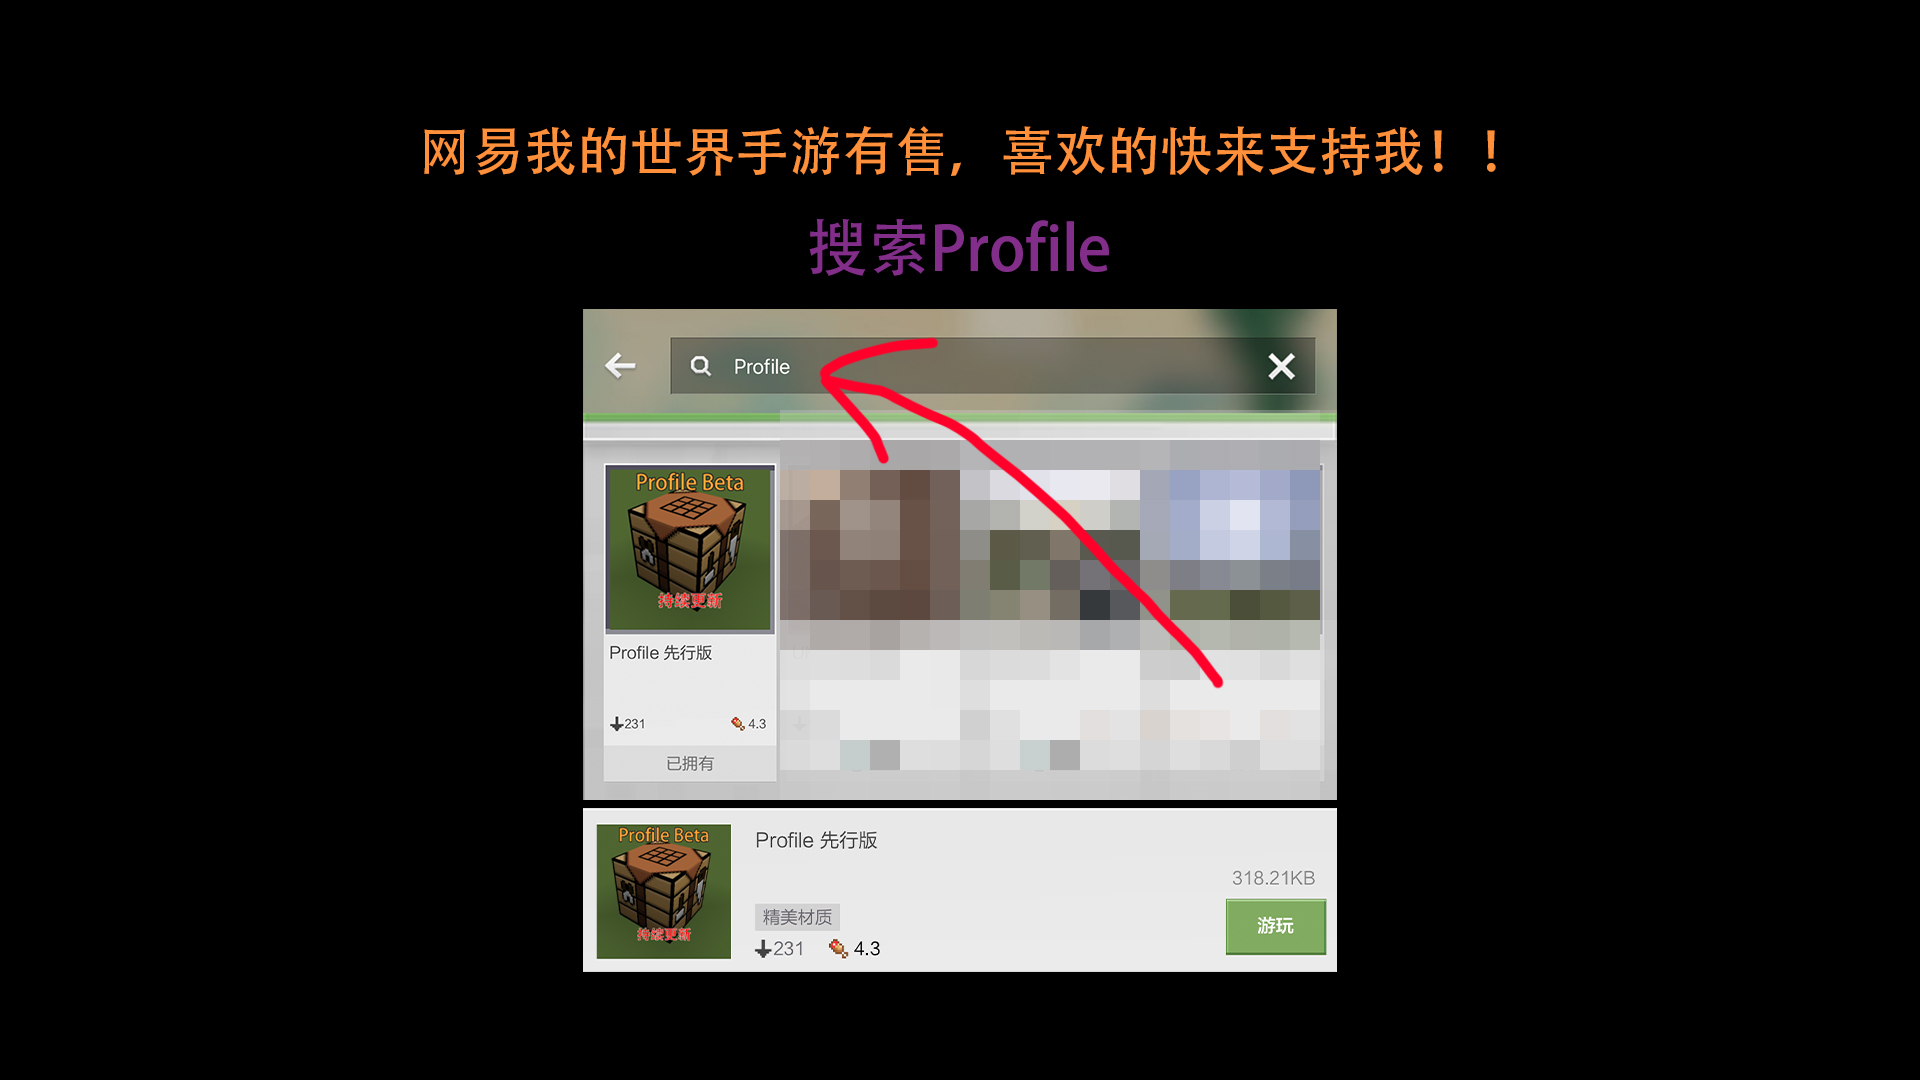 网易我的世界手游有售，喜欢的快来支持我！！
搜索Profile
Profile
Profile Beta
持续更新
Profile 先行版
231
4.3
已拥有
Profile Beta
持续更新
Profile 先行版
318.21KB
精美材质
游玩
231
4.3